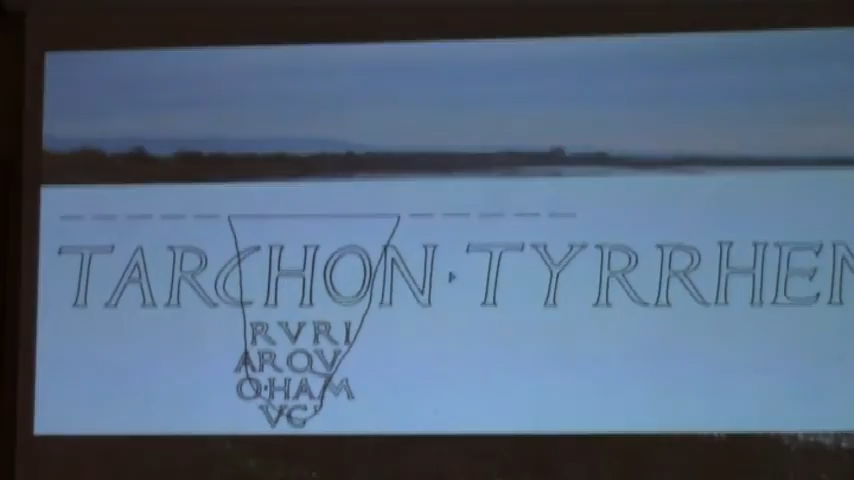 TARCHON · TYRRHEN
RVRI
ARQV
O·HAM
VG